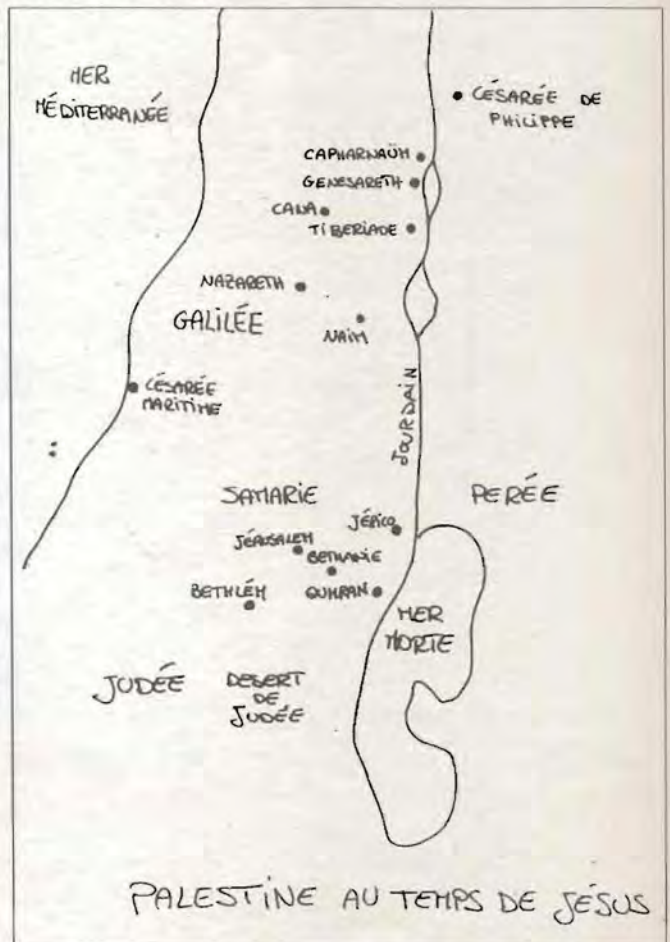 MER
MÉDITERRANÉE
CÉSARÉE DE
PHILIPPE
CAPHARNAÜM
GENESARETH
CANA
TIBERIADE
NAZARETH
GALILÉE
NAIM
CÉSARÉE
MARITIME
JOURDAIN
SAMARIE
PERÉE
JÉRICO
JÉRUSALEM
BETHANIE
BETHLÉM
QUMRAN
MER
MORTE
JUDÉE
DESERT
DE
JUDÉE
PALESTINE AU TEMPS DE JÉSUS